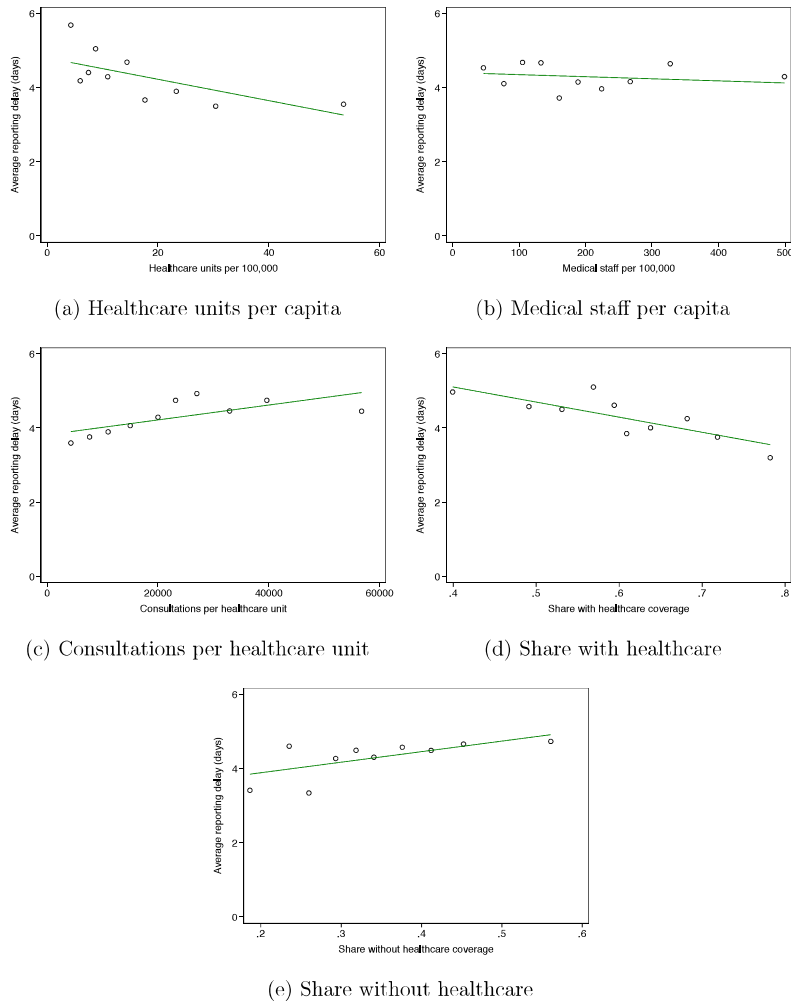 Average reporting delay (days)
6
4
2
0
0 20 40 60
Healthcare units per 100,000
(a) Healthcare units per capita
Average reporting delay (days)
6
4
2
0
0 100 200 300 400 500
Medical staff per 100,000
(b) Medical staff per capita
Average reporting delay (days)
6
4
2
0
0 20000 40000 60000
Consultations per healthcare unit
(c) Consultations per healthcare unit
Average reporting delay (days)
6
4
2
0
.4 .5 .6 .7 .8
Share with healthcare coverage
(d) Share with healthcare
Average reporting delay (days)
6
4
2
0
.2 .3 .4 .5 .6
Share without healthcare coverage
(e) Share without healthcare